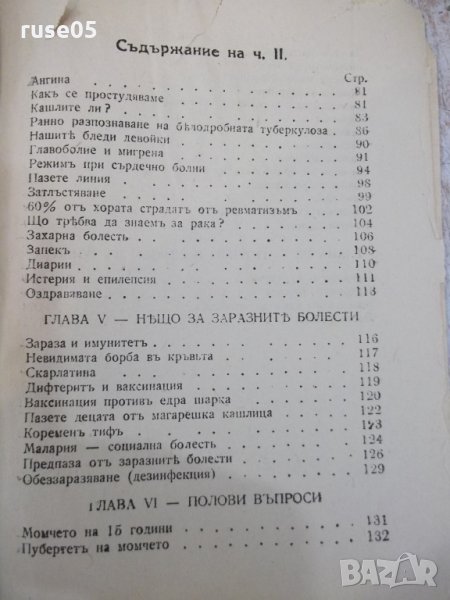 ruse05
Съдържание на ч. II.
Стр.
Ангина 81
Какъ се простудяваме 81
Кашлите ли? 83
Ранно разпознаване на бѣлодробната туберкулоза 86
Нашитѣ бледи девойки 90
Главоболие и мигрена 91
Режимъ при сърдечно болни 94
Пазете линия 98
Затлъстяване 99
60% от хората страдатъ отъ ревматизъмъ 102
Що трѣбва да знаемъ за рака? 104
Захарна болесть 106
Запекъ 108
Диарии 110
Истерия и епилепсия 111
Оздравяване 113
ГЛАВА V — НѢЩО ЗА ЗАРАЗНИТѢ БОЛЕСТИ
Зараза и имунитетъ 116
Невидимата борба въ кръвьта 117
Скарлатина 118
Дифтеритъ и ваксинация 119
Ваксинация противъ едра шарка 120
Пазете децата отъ магарешка кашлица 122
Коременъ тифъ 123
Малария — социална болесть 124
Предпаза отъ заразнитѣ болести 126
Обеззаразяване (дезинфекция) 129
ГЛАВА VI — ПОЛОВИ ВЪПРОСИ
Момчето на 15 години 131
Пубертетъ на момчето 132
BAZAR